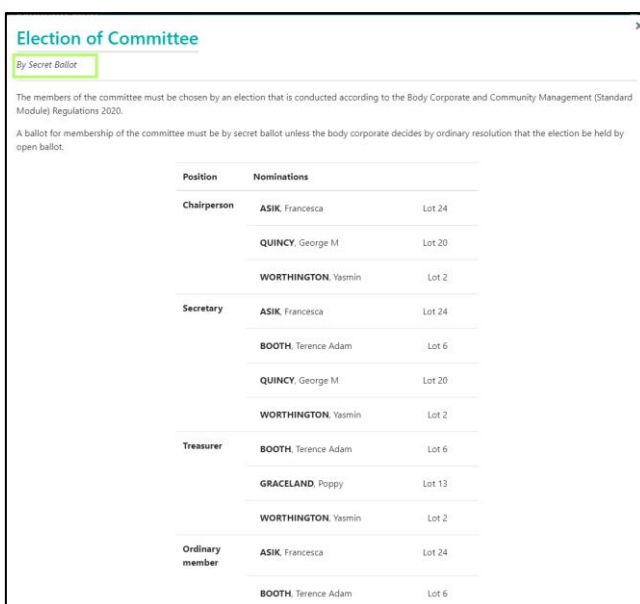 Election of Committee
By Secret Ballot
The members of the committee must be chosen by an election that is conducted according to the Body Corporate and Community Management (Standard
Module) Regulations 2020.
A ballot for membership of the committee must be by secret ballot unless the body corporate decides by ordinary resolution that the election be held by
open ballot.
Position Nominations
Chairperson ASIK, Francesca Lot 24
QUINCY, George M Lot 20
WORTHINGTON, Yasmin Lot 2
Secretary ASIK, Francesca Lot 24
BOOTH, Terence Adam Lot 6
QUINCY, George M Lot 20
WORTHINGTON, Yasmin Lot 2
Treasurer BOOTH, Terence Adam Lot 6
GRACELAND, Poppy Lot 13
WORTHINGTON, Yasmin Lot 2
Ordinary member ASIK, Francesca Lot 24
BOOTH, Terence Adam Lot 6